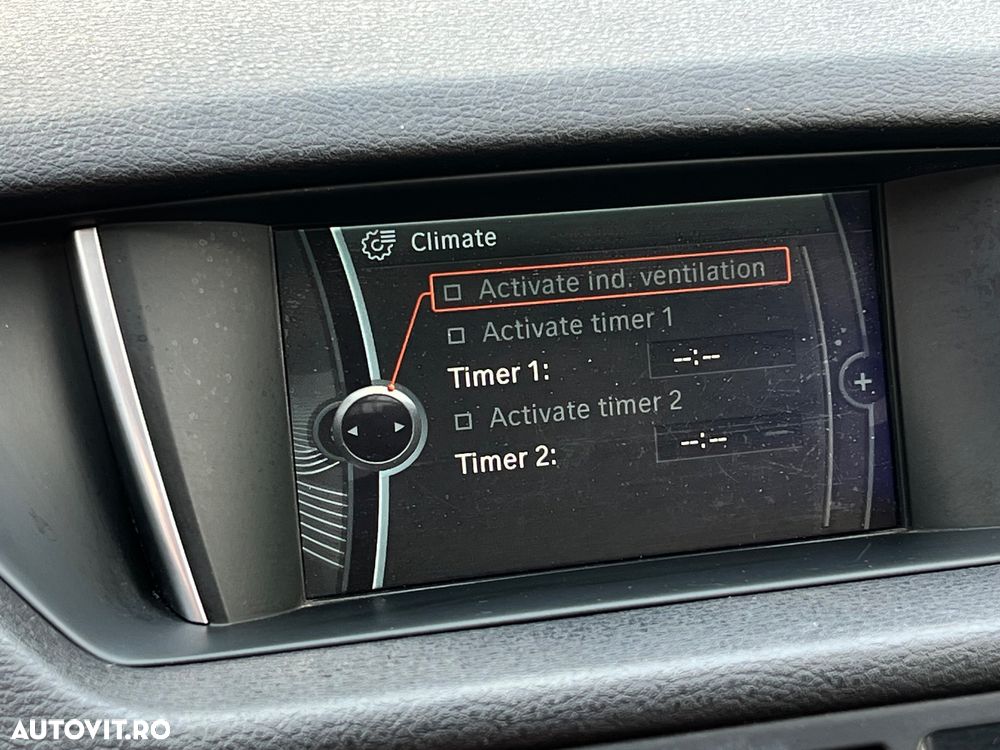 Climate
Activate ind. ventilation
Activate timer 1
Timer 1: --:--
Activate timer 2
Timer 2: --:--
+
AUTOVIT.RO